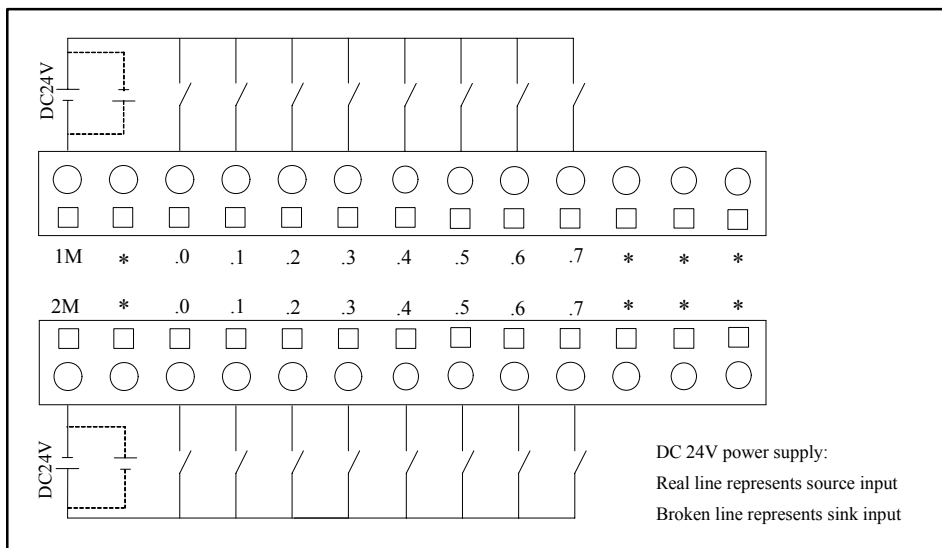 DC24V
1M * .0 .1 .2 .3 .4 .5 .6 .7 * * *
2M * .0 .1 .2 .3 .4 .5 .6 .7 * * *
DC24V
DC 24V power supply:
Real line represents source input
Broken line represents sink input